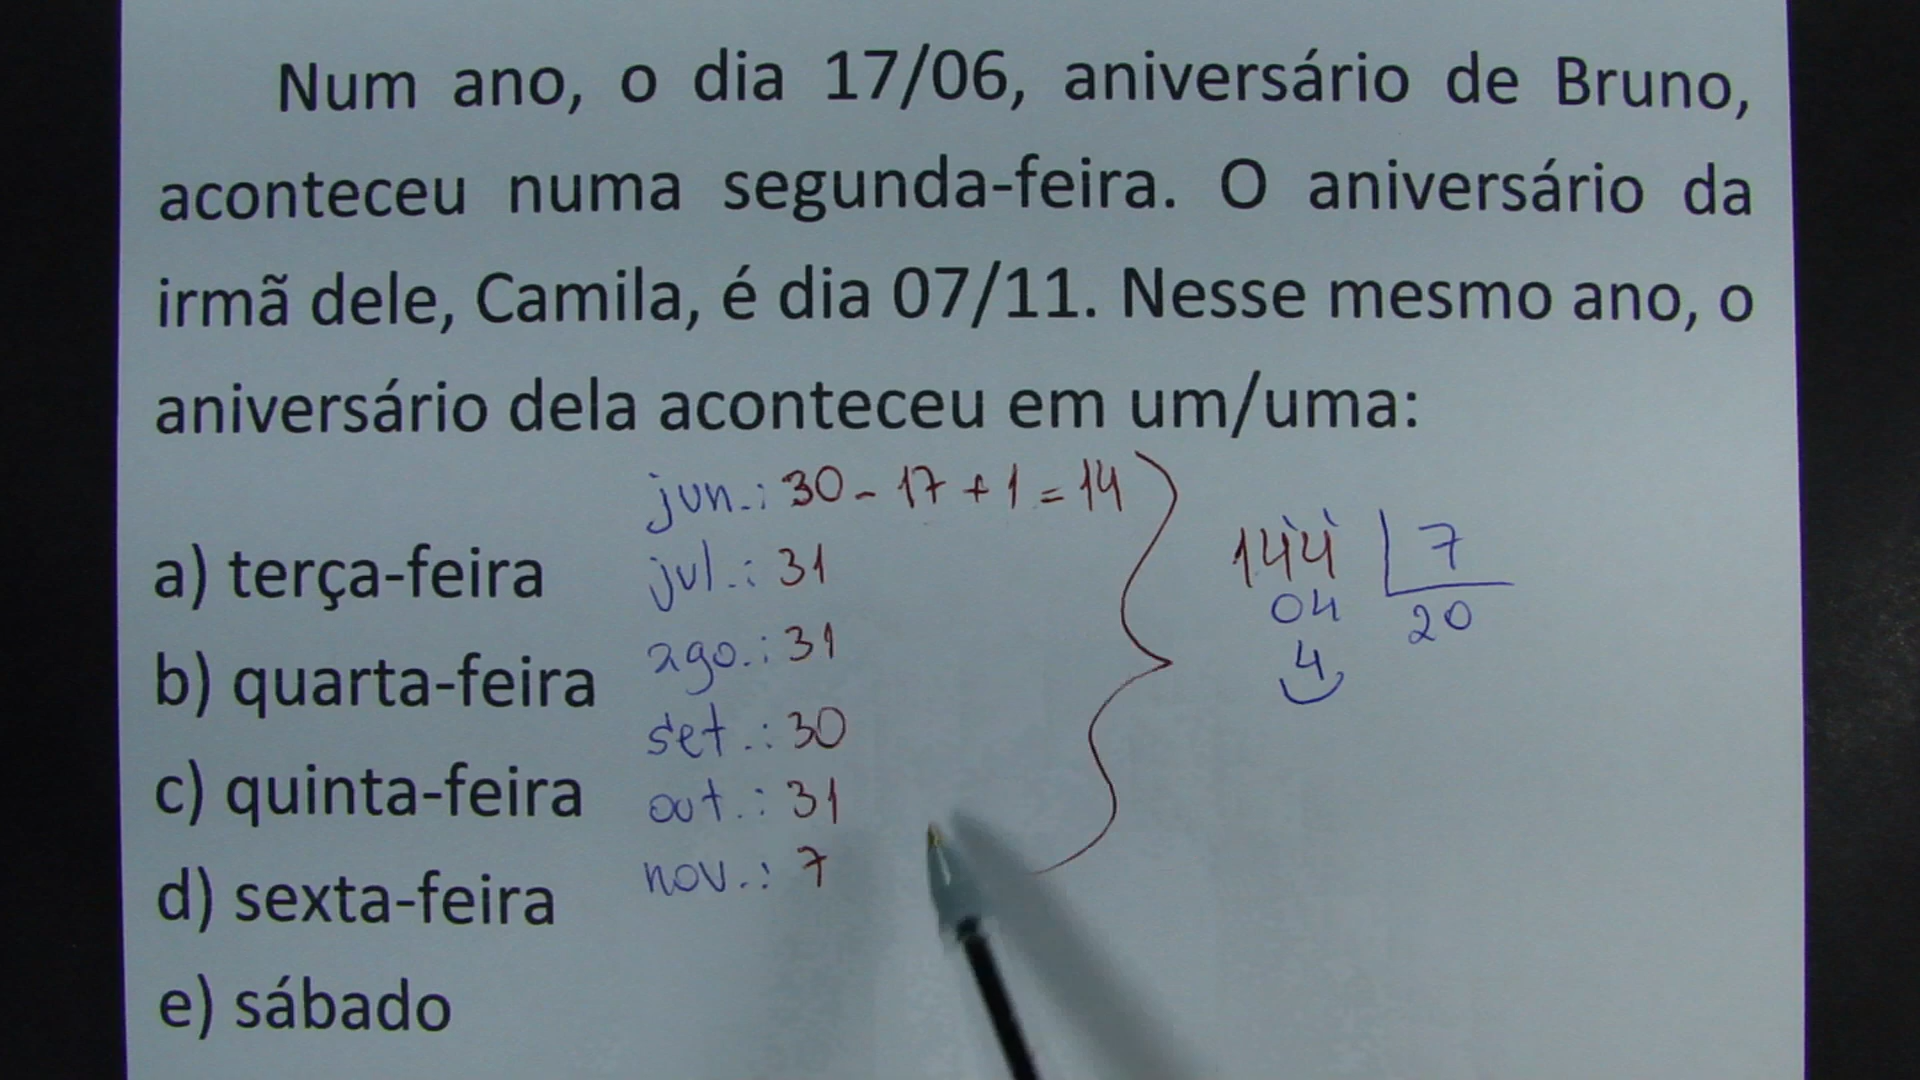 Num ano, o dia 17/06, aniversário de Bruno,
aconteceu numa segunda-feira. O aniversário da
irmã dele, Camila, é dia 07/11. Nesse mesmo ano, o
aniversário dela aconteceu em um/uma:
a) terça-feira
b) quarta-feira
c) quinta-feira
d) sexta-feira
e) sábado
jun.: 30 - 17 + 1 = 14
jul.: 31
ago.: 31
set.: 30
out.: 31
nov.: 7
144 7
04 20
4